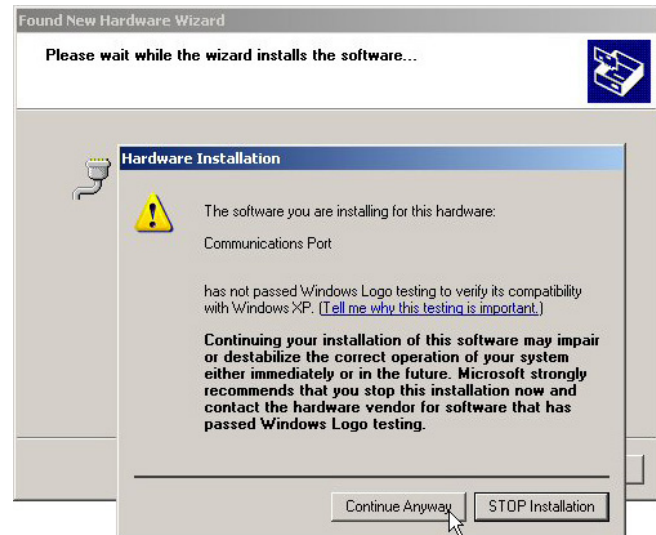 Found New Hardware Wizard
Please wait while the wizard installs the software...
Hardware Installation
The software you are installing for this hardware:
Communications Port
has not passed Windows Logo testing to verify its compatibility
with Windows XP. (Tell me why this testing is important.)
Continuing your installation of this software may impair
or destabilize the correct operation of your system
either immediately or in the future. Microsoft strongly
recommends that you stop this installation now and
contact the hardware vendor for software that has
passed Windows Logo testing.
Continue Anyway
STOP Installation